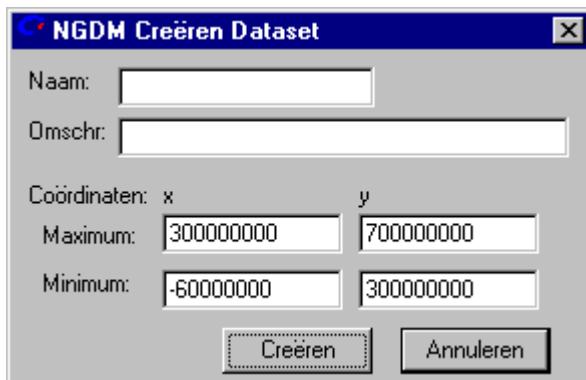 NGDM Creëren Dataset
Naam:
Omschr:
Coördinaten: x y
Maximum: 300000000 700000000
Minimum: -60000000 300000000
Creëren Annuleren